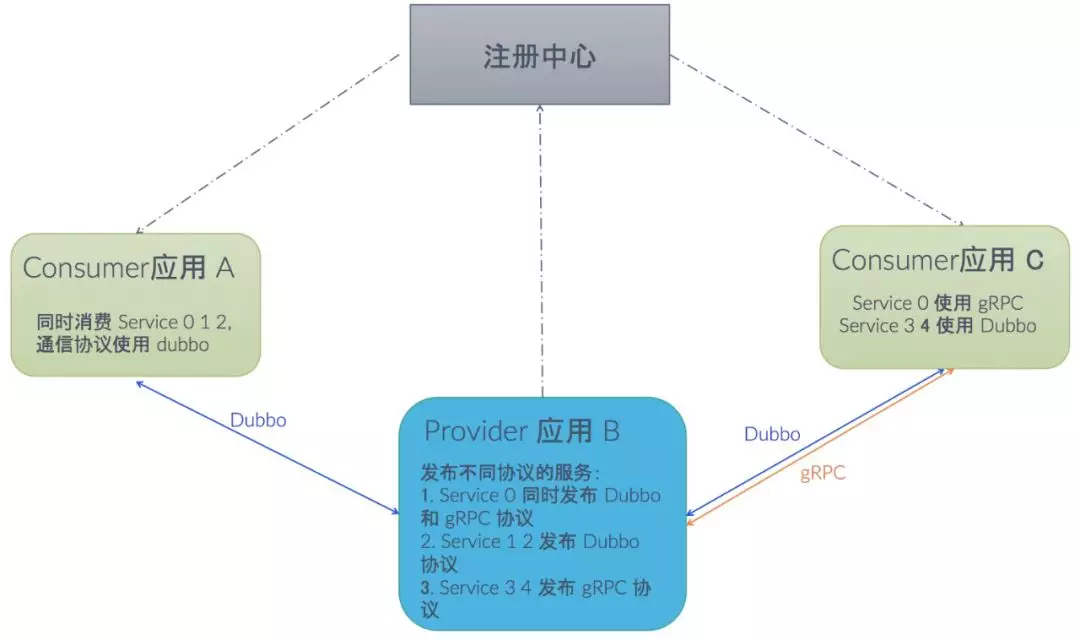 注册中心
Consumer应用 A
同时消费 Service 0 1 2,
通信协议使用 dubbo
Consumer应用 C
Service 0 使用 gRPC
Service 3 4 使用 Dubbo
Dubbo
Dubbo
gRPC
Provider 应用 B
发布不同协议的服务:
1. Service 0 同时发布 Dubbo
和 gRPC 协议
2. Service 1 2 发布 Dubbo
协议
3. Service 3 4 发布 gRPC 协
议